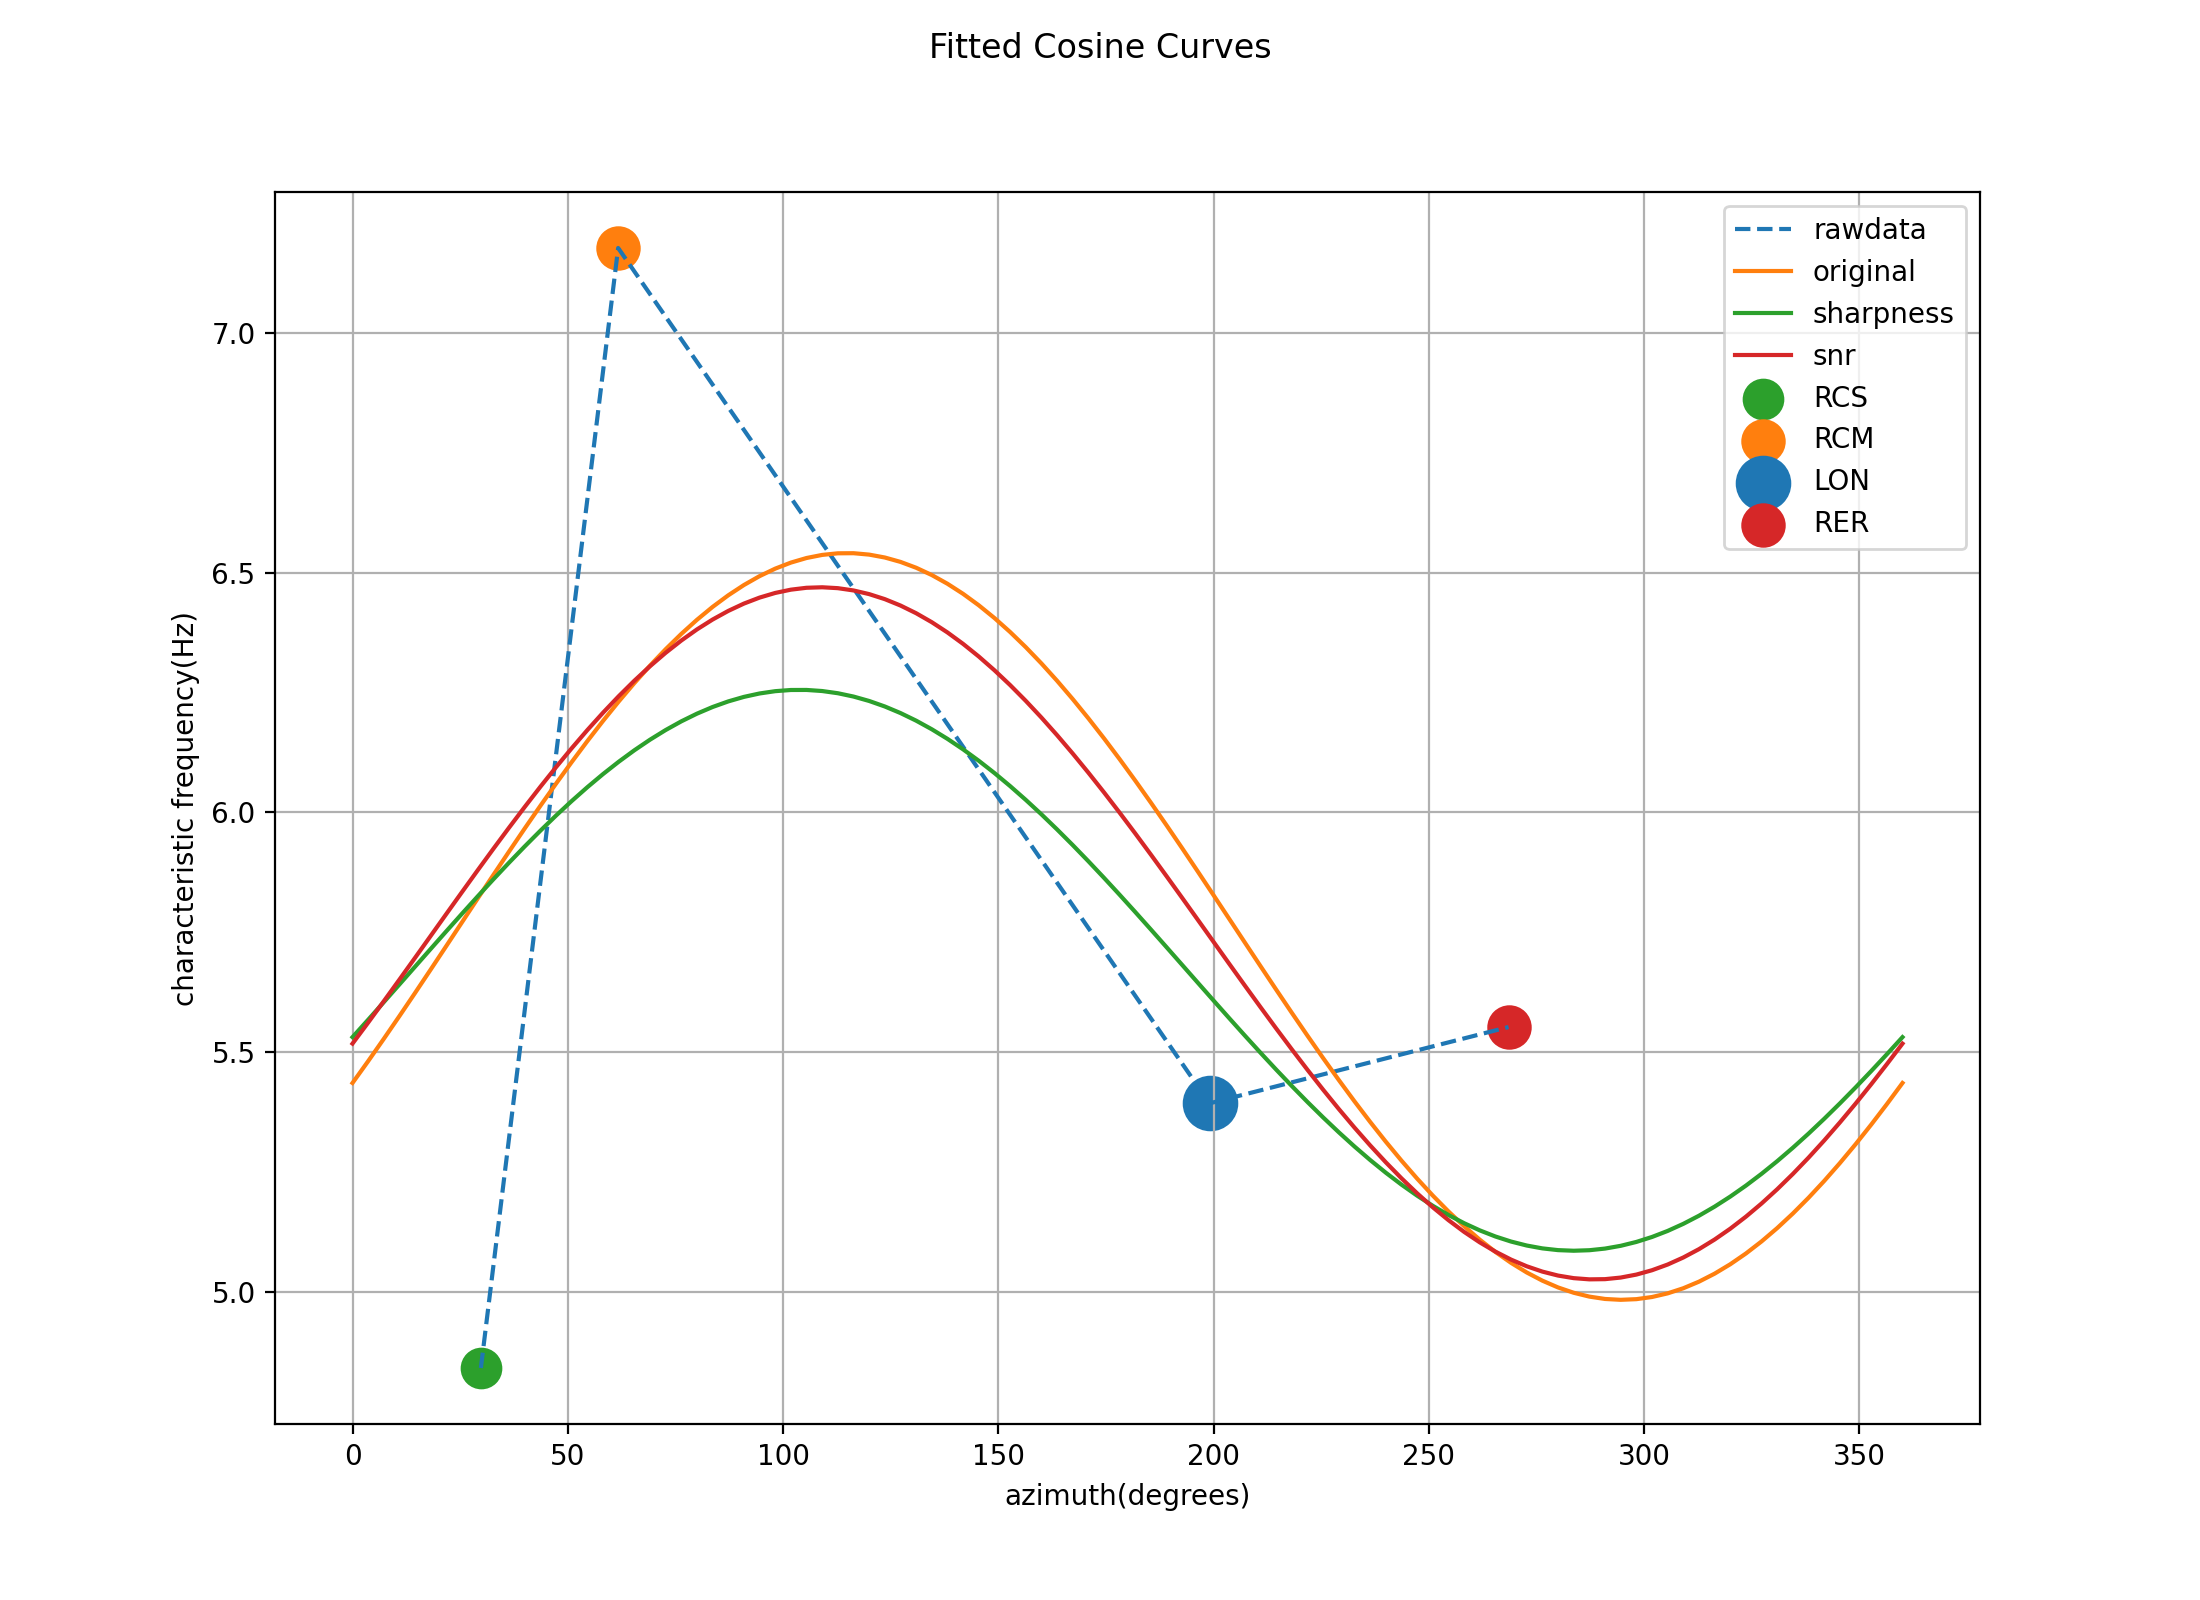 Fitted Cosine Curves
rawdata
original
sharpness
snr
RCS
RCM
LON
RER
characteristic frequency(Hz)
7.0
6.5
6.0
5.5
5.0
0 50 100 150 200 250 300 350
azimuth(degrees)